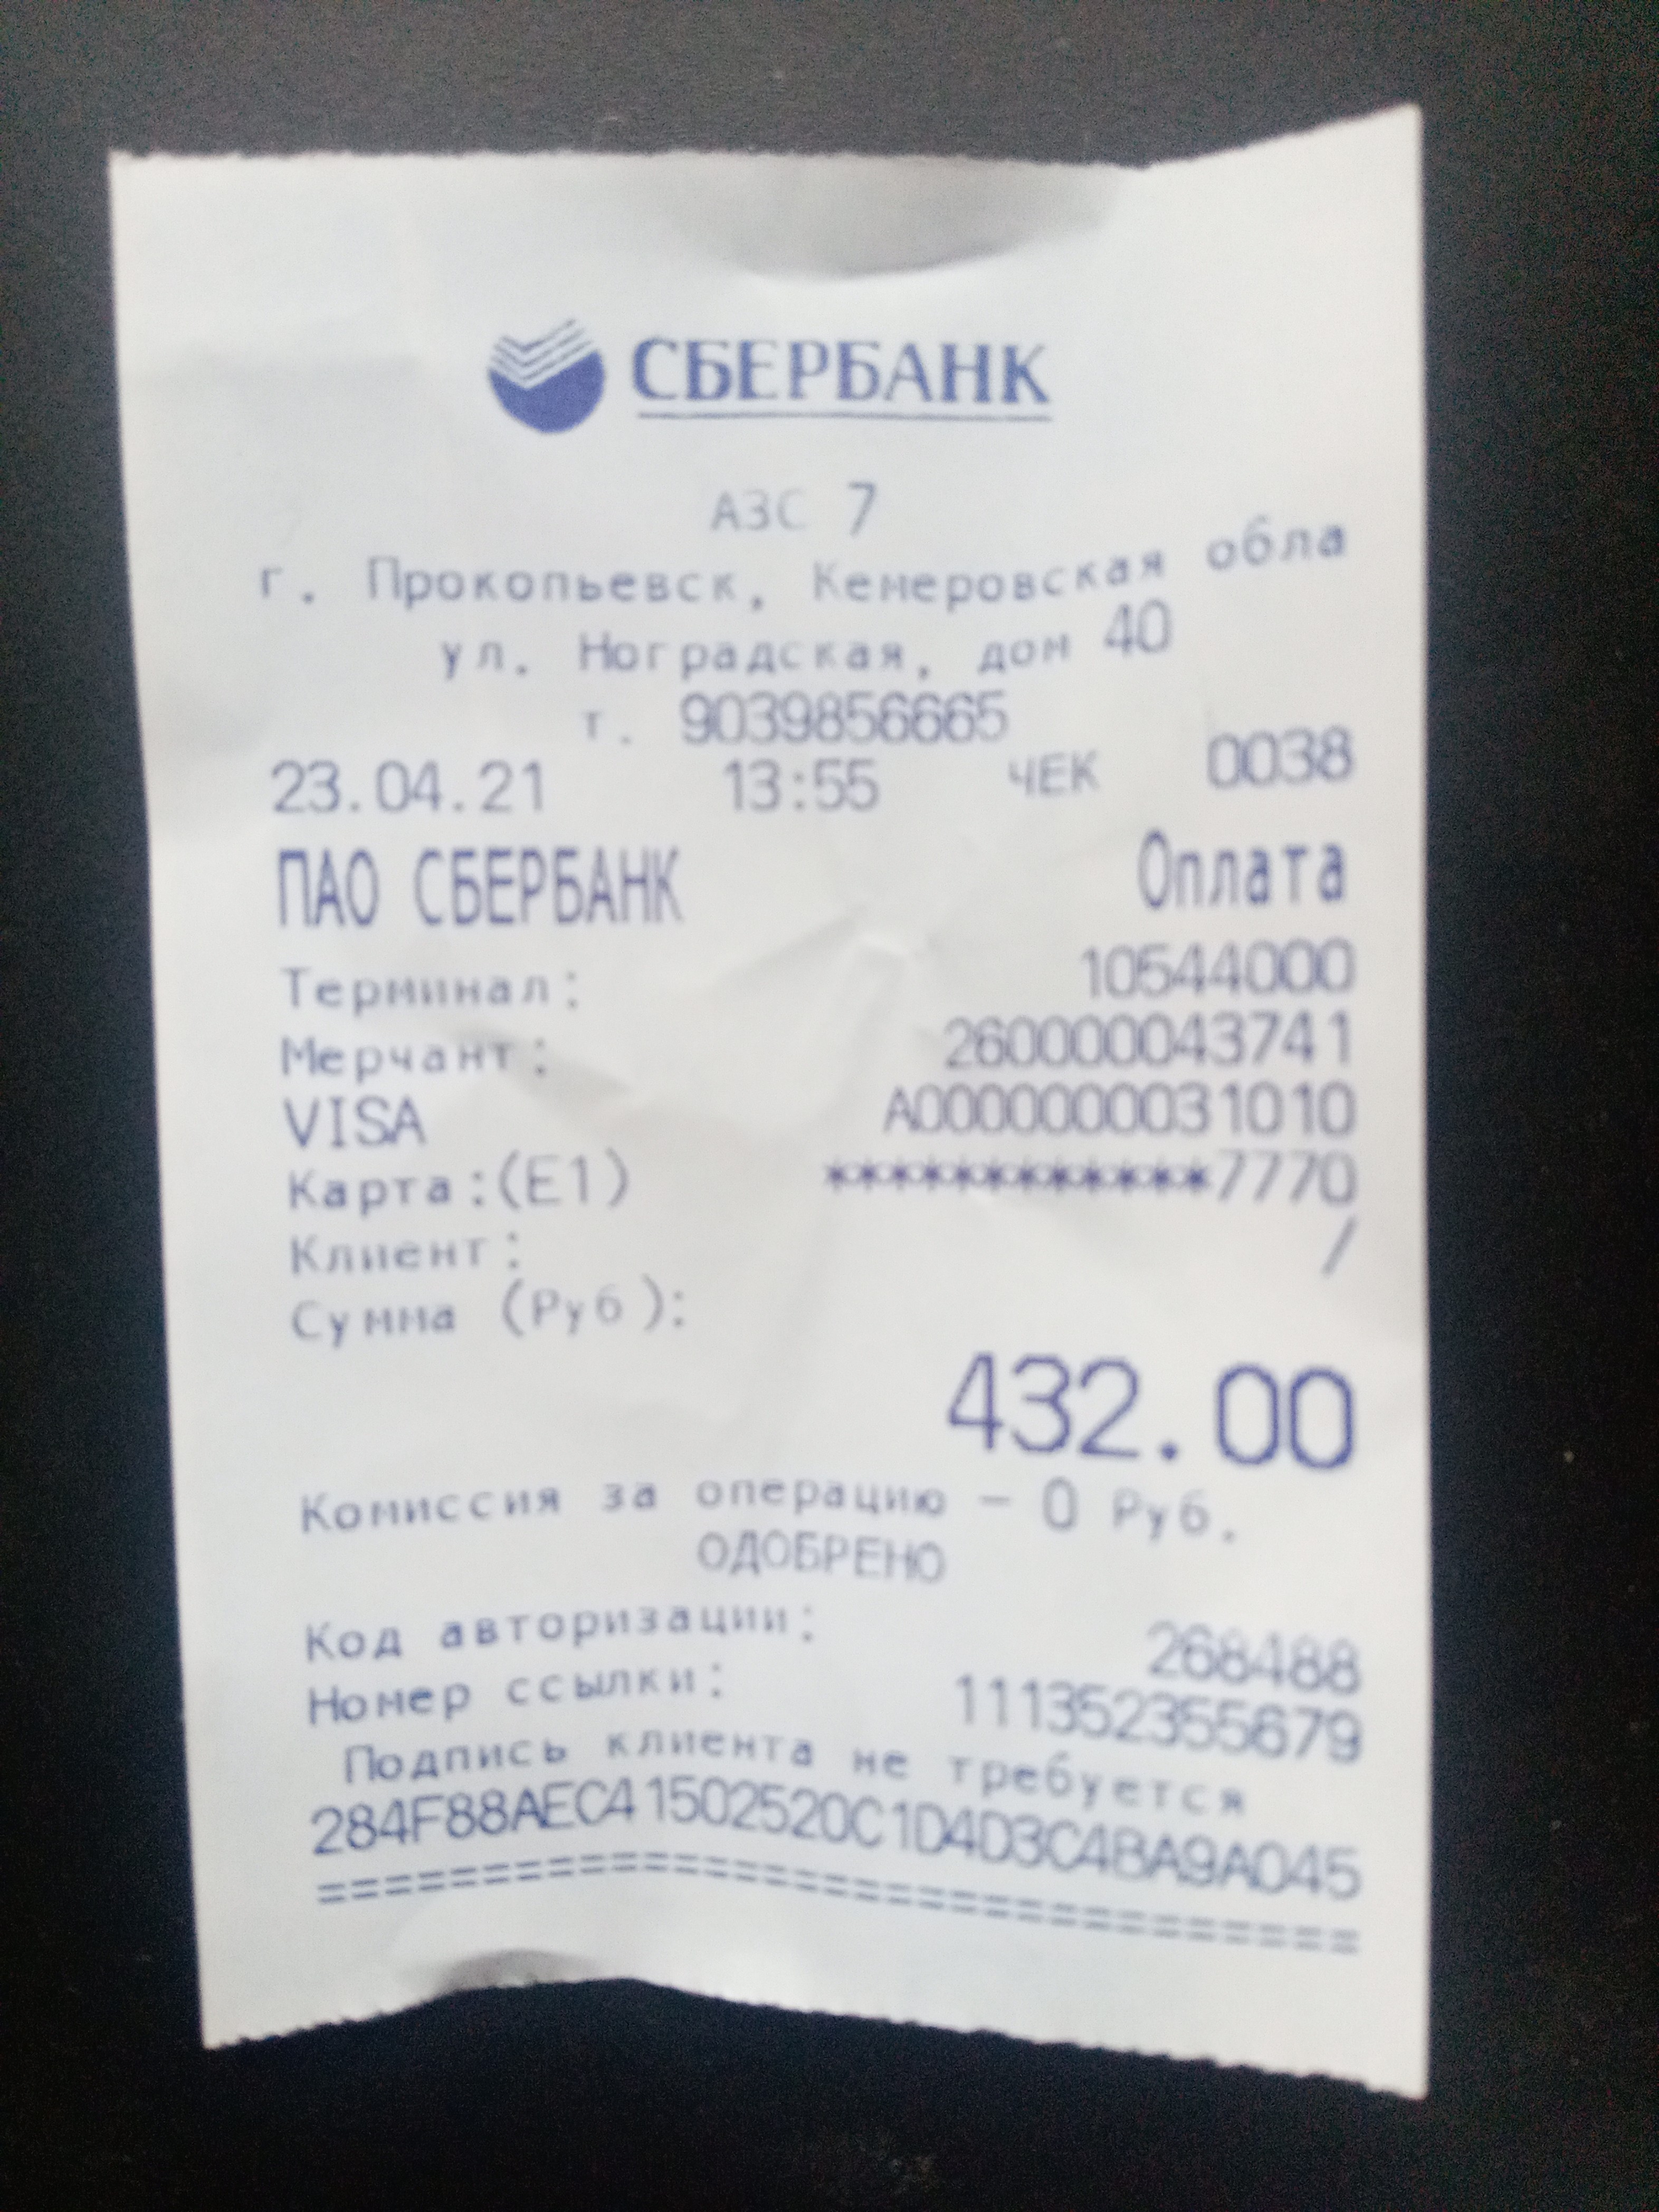 СБЕРБАНК
АЗС 7
г. Прокопьевск, Кемеровская обла
ул. Ноградская, дом 40
т. 9039856665
23.04.21 13:55 ЧЕК 0038
ПАО СБЕРБАНК Оплата
Терминал: 10544000
Мерчант: 260000043741
VISA A0000000031010
Карта:(E1) ************7770
Клиент: /
Сумма (Руб):
432.00
Комиссия за операцию – 0 Руб.
ОДОБРЕНО
Код авторизации: 268488
Номер ссылки: 111352355679
Подпись клиента не требуется
284F88AEC41502520C1D4D3C4BA9A045
================================